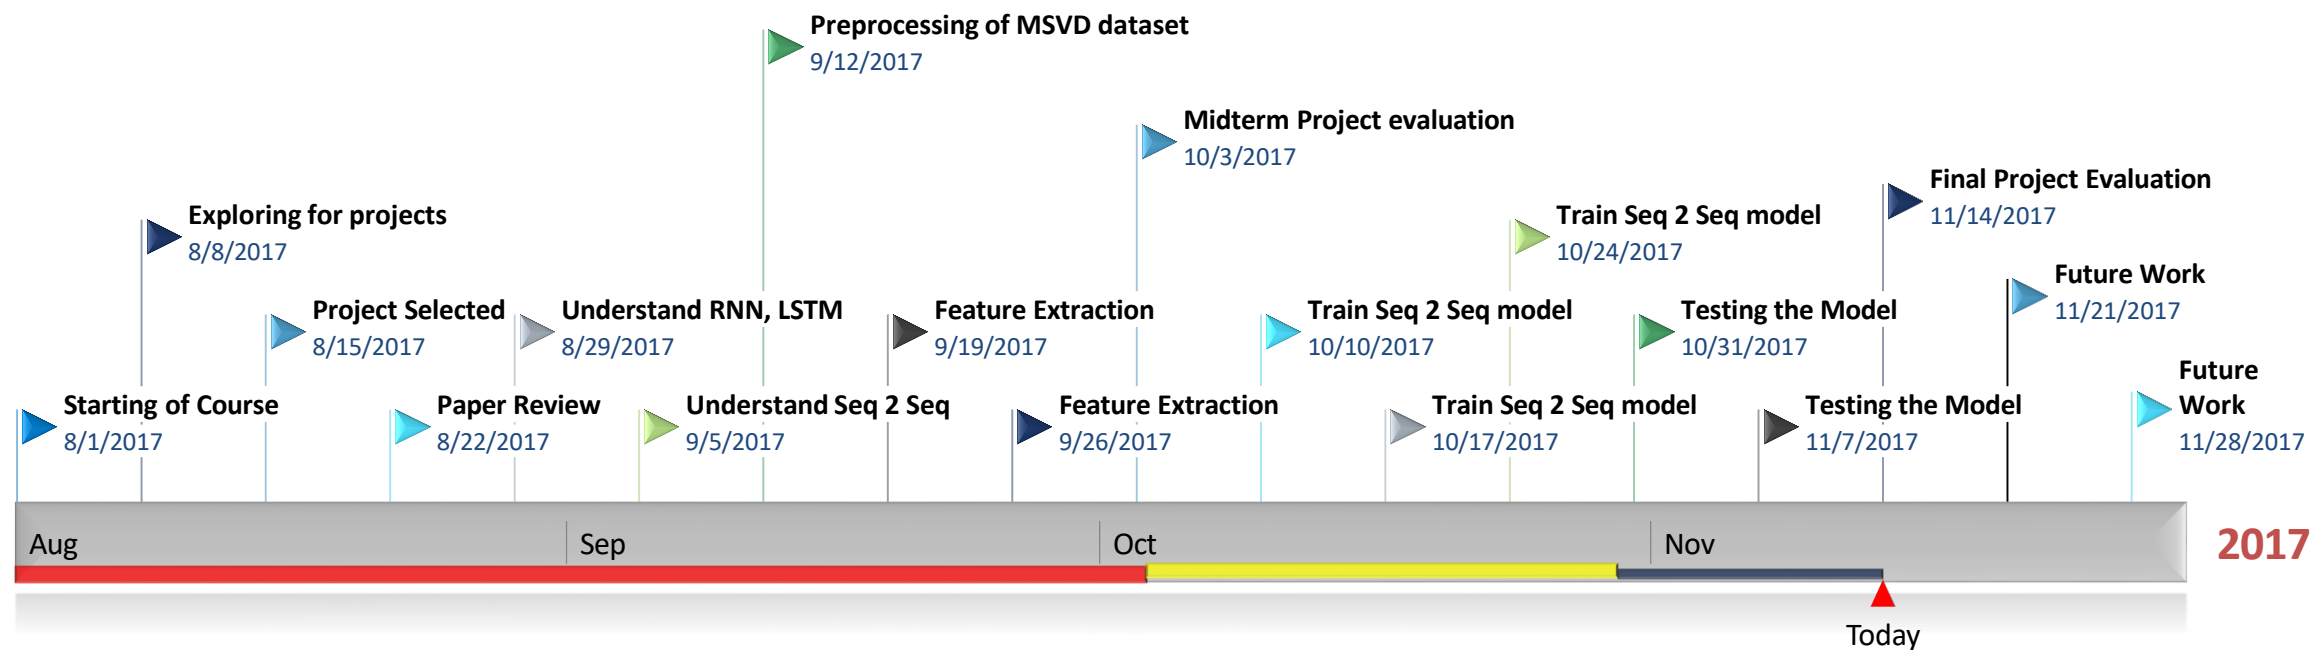 Preprocessing of MSVD dataset
9/12/2017
Midterm Project evaluation
10/3/2017
Final Project Evaluation
11/14/2017
Exploring for projects
8/8/2017
Train Seq 2 Seq model
10/24/2017
Future Work
11/21/2017
Project Selected
8/15/2017
Understand RNN, LSTM
8/29/2017
Feature Extraction
9/19/2017
Train Seq 2 Seq model
10/10/2017
Testing the Model
10/31/2017
Starting of Course
8/1/2017
Paper Review
8/22/2017
Understand Seq 2 Seq
9/5/2017
Feature Extraction
9/26/2017
Train Seq 2 Seq model
10/17/2017
Testing the Model
11/7/2017
Future
Work
11/28/2017
Aug
Sep
Oct
Nov
2017
Today